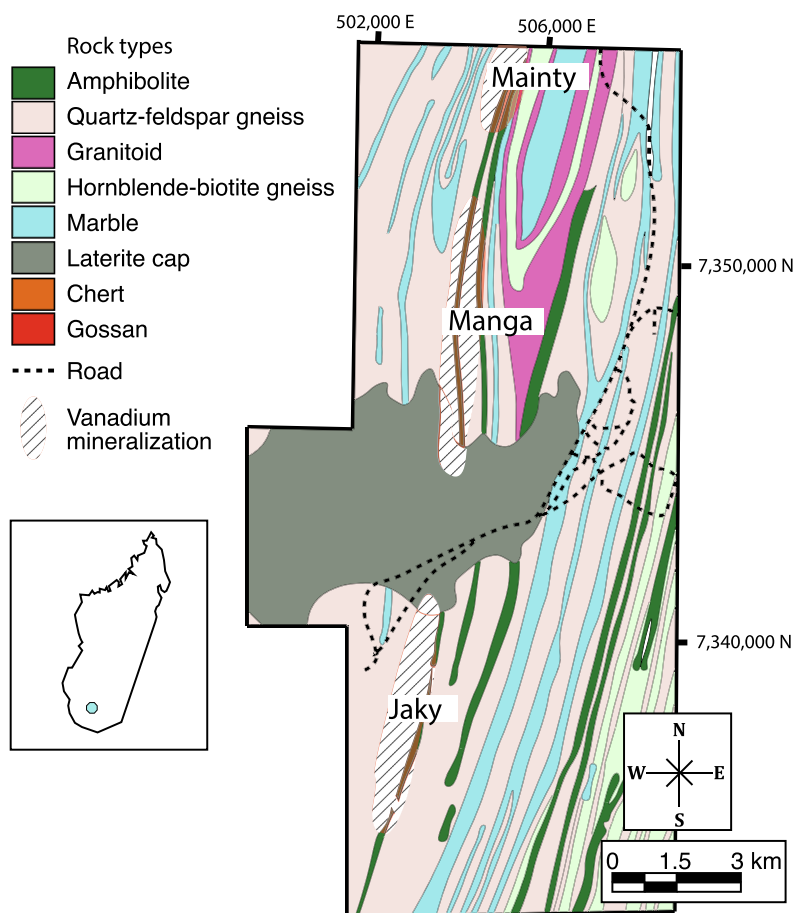 502,000 E
506,000 E
Rock types
Amphibolite
Quartz-feldspar gneiss
Granitoid
Hornblende-biotite gneiss
Marble
Laterite cap
Chert
Gossan
Road
Vanadium
mineralization
Mainty
7,350,000 N
Manga
7,340,000 N
Jaky
N
W E
S
0 1.5 3 km